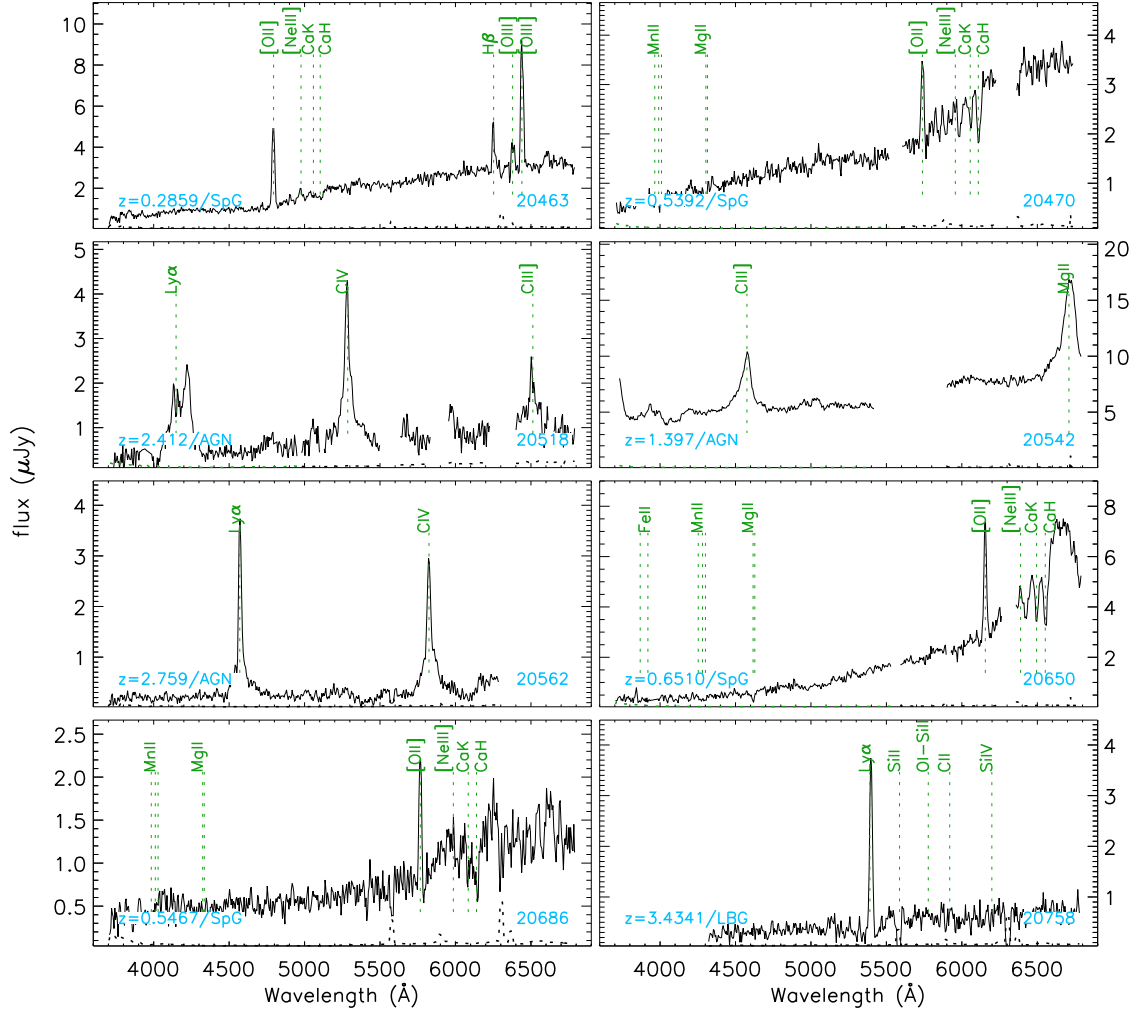 [OII] [NeIII] CaK CaH Hβ [OIII] [OIII]
10
8
6
4
2
z=0.2859/SpG 20463
MnII MgII [OII] [NeIII] CaK CaH
4
3
2
1
z=0.5392/SpG 20470
Lyα CIV CIII]
5
4
3
2
1
z=2.412/AGN 20518
CIII] MgII
20
15
10
5
z=1.397/AGN 20542
Lyα CIV
4
3
2
1
z=2.759/AGN 20562
FeII MnII MgII [OII] [NeIII] CaK CaH
8
6
4
2
z=0.6510/SpG 20650
MnII MgII [OII] [NeIII] CaK CaH
2.5
2.0
1.5
1.0
0.5
z=0.5467/SpG 20686
Lyα SiII OI-SiII CII SiIV
4
3
2
1
z=3.4341/LBG 20758
4000 4500 5000 5500 6000 6500
4000 4500 5000 5500 6000 6500
Wavelength (Å) Wavelength (Å)
flux (μJy)